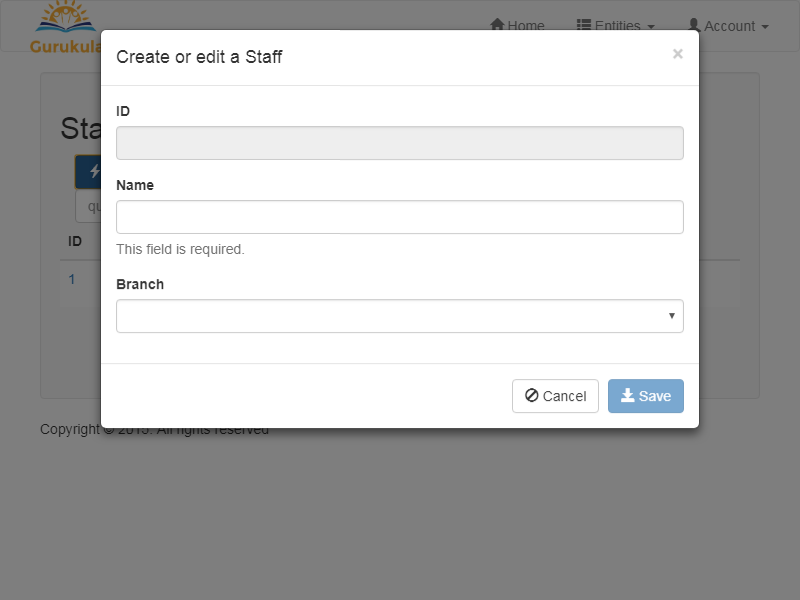 Home Entities Account
Gurukula
Create or edit a Staff ×
Sta
ID
Name
qu
This field is required.
ID
1
Branch
Cancel Save
Copyright © 2015. All rights reserved